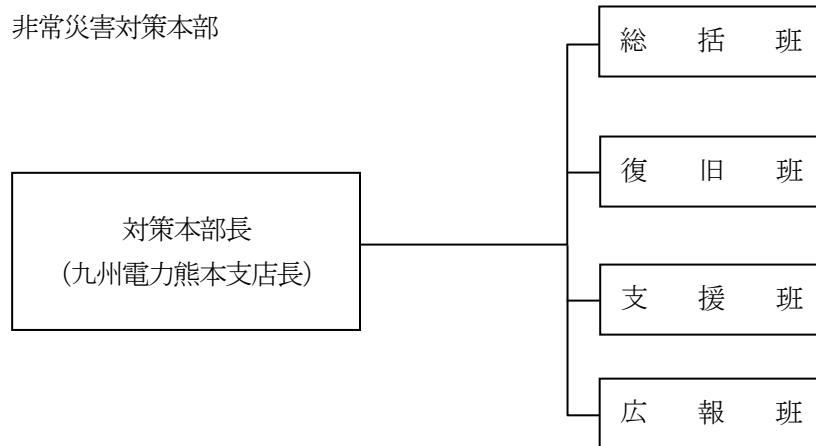 非常災害対策本部
総括班
復旧班
対策本部長
（九州電力熊本支店長）
支援班
広報班